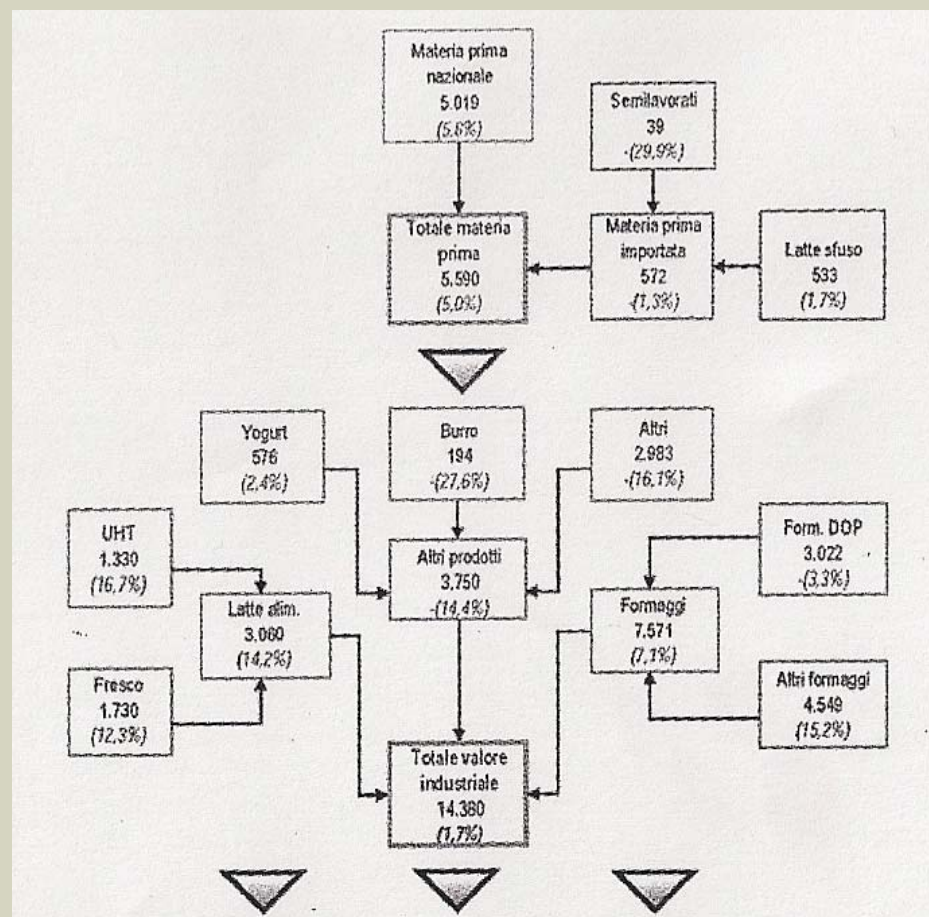 Materia prima
nazionale
5.019
(5,8%)
Semilavorati
39
-(29,9%)
Totale materia
prima
5.590
(5,0%)
Materia prima
importata
572
-(1,3%)
Latte sfuso
533
(1,7%)
Yogurt
576
(2,4%)
Burro
194
-(27,6%)
Altri
2.983
-(16,1%)
UHT
1.330
(16,7%)
Altri prodotti
3.750
-(14,4%)
Form. DOP
3.022
-(3,3%)
Latte alim.
3.060
(14,2%)
Formaggi
7.571
(7,1%)
Fresco
1.730
(12,3%)
Altri formaggi
4.549
(15,2%)
Totale valore
industriale
14.380
(1,7%)